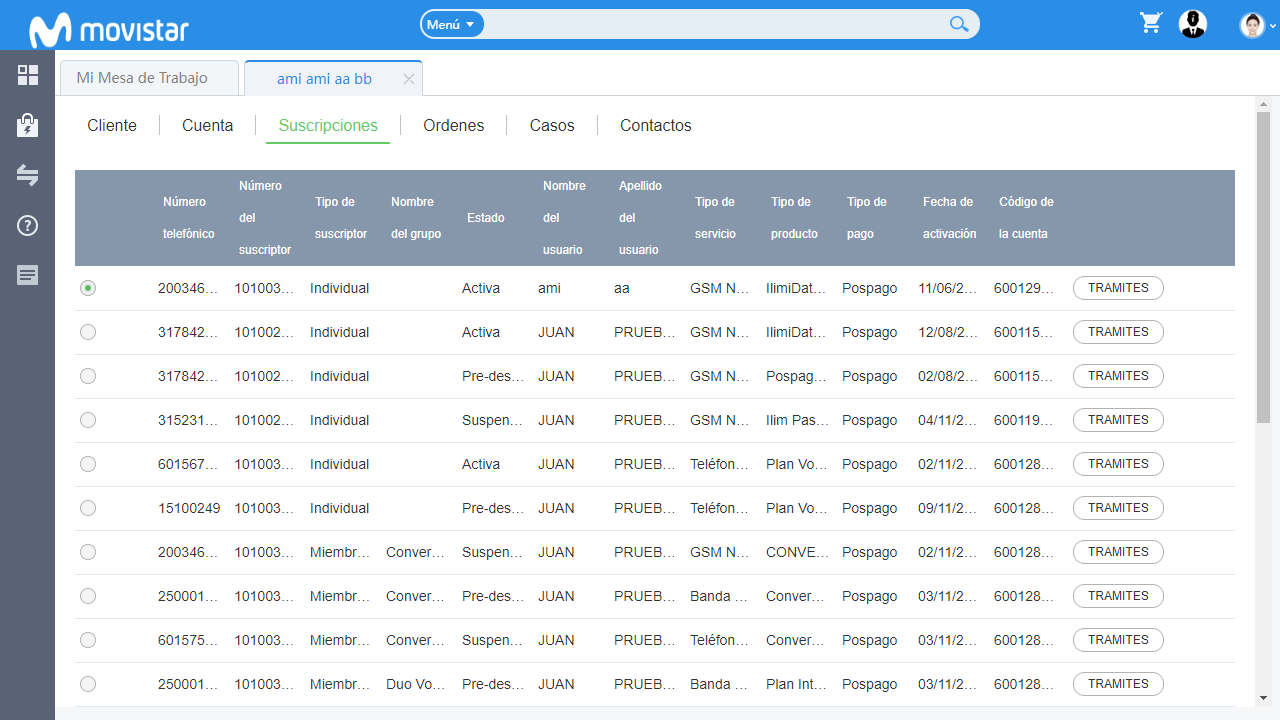 movistar
Menú
Mi Mesa de Trabajo
ami ami aa bb
Cliente
Cuenta
Suscripciones
Ordenes
Casos
Contactos
Número telefónico
Número del suscriptor
Tipo de suscriptor
Nombre del grupo
Estado
Nombre del usuario
Apellido del usuario
Tipo de servicio
Tipo de producto
Tipo de pago
Fecha de activación
Código de la cuenta
200346... 101003... Individual Activa ami aa GSM N... IlimiDat... Pospago 11/06/2... 600129... TRAMITES
317842... 101002... Individual Activa JUAN PRUEB... GSM N... IlimiDat... Pospago 12/08/2... 600115... TRAMITES
317842... 101002... Individual Pre-des... JUAN PRUEB... GSM N... Pospag... Pospago 02/08/2... 600115... TRAMITES
315231... 101002... Individual Suspen... JUAN PRUEB... GSM N... Ilim Pas... Pospago 04/11/2... 600119... TRAMITES
601567... 101003... Individual Activa JUAN PRUEB... Teléfon... Plan Vo... Pospago 02/11/2... 600128... TRAMITES
15100249 101003... Individual Pre-des... JUAN PRUEB... Teléfon... Plan Vo... Pospago 09/11/2... 600128... TRAMITES
200346... 101003... Miembr... Conver... Suspen... JUAN PRUEB... GSM N... CONVE... Pospago 02/11/2... 600128... TRAMITES
250001... 101003... Miembr... Conver... Pre-des... JUAN PRUEB... Banda ... Conver... Pospago 03/11/2... 600128... TRAMITES
601575... 101003... Miembr... Conver... Suspen... JUAN PRUEB... Teléfon... Conver... Pospago 03/11/2... 600128... TRAMITES
250001... 101003... Miembr... Duo Vo... Pre-des... JUAN PRUEB... Banda ... Plan Int... Pospago 03/11/2... 600128... TRAMITES